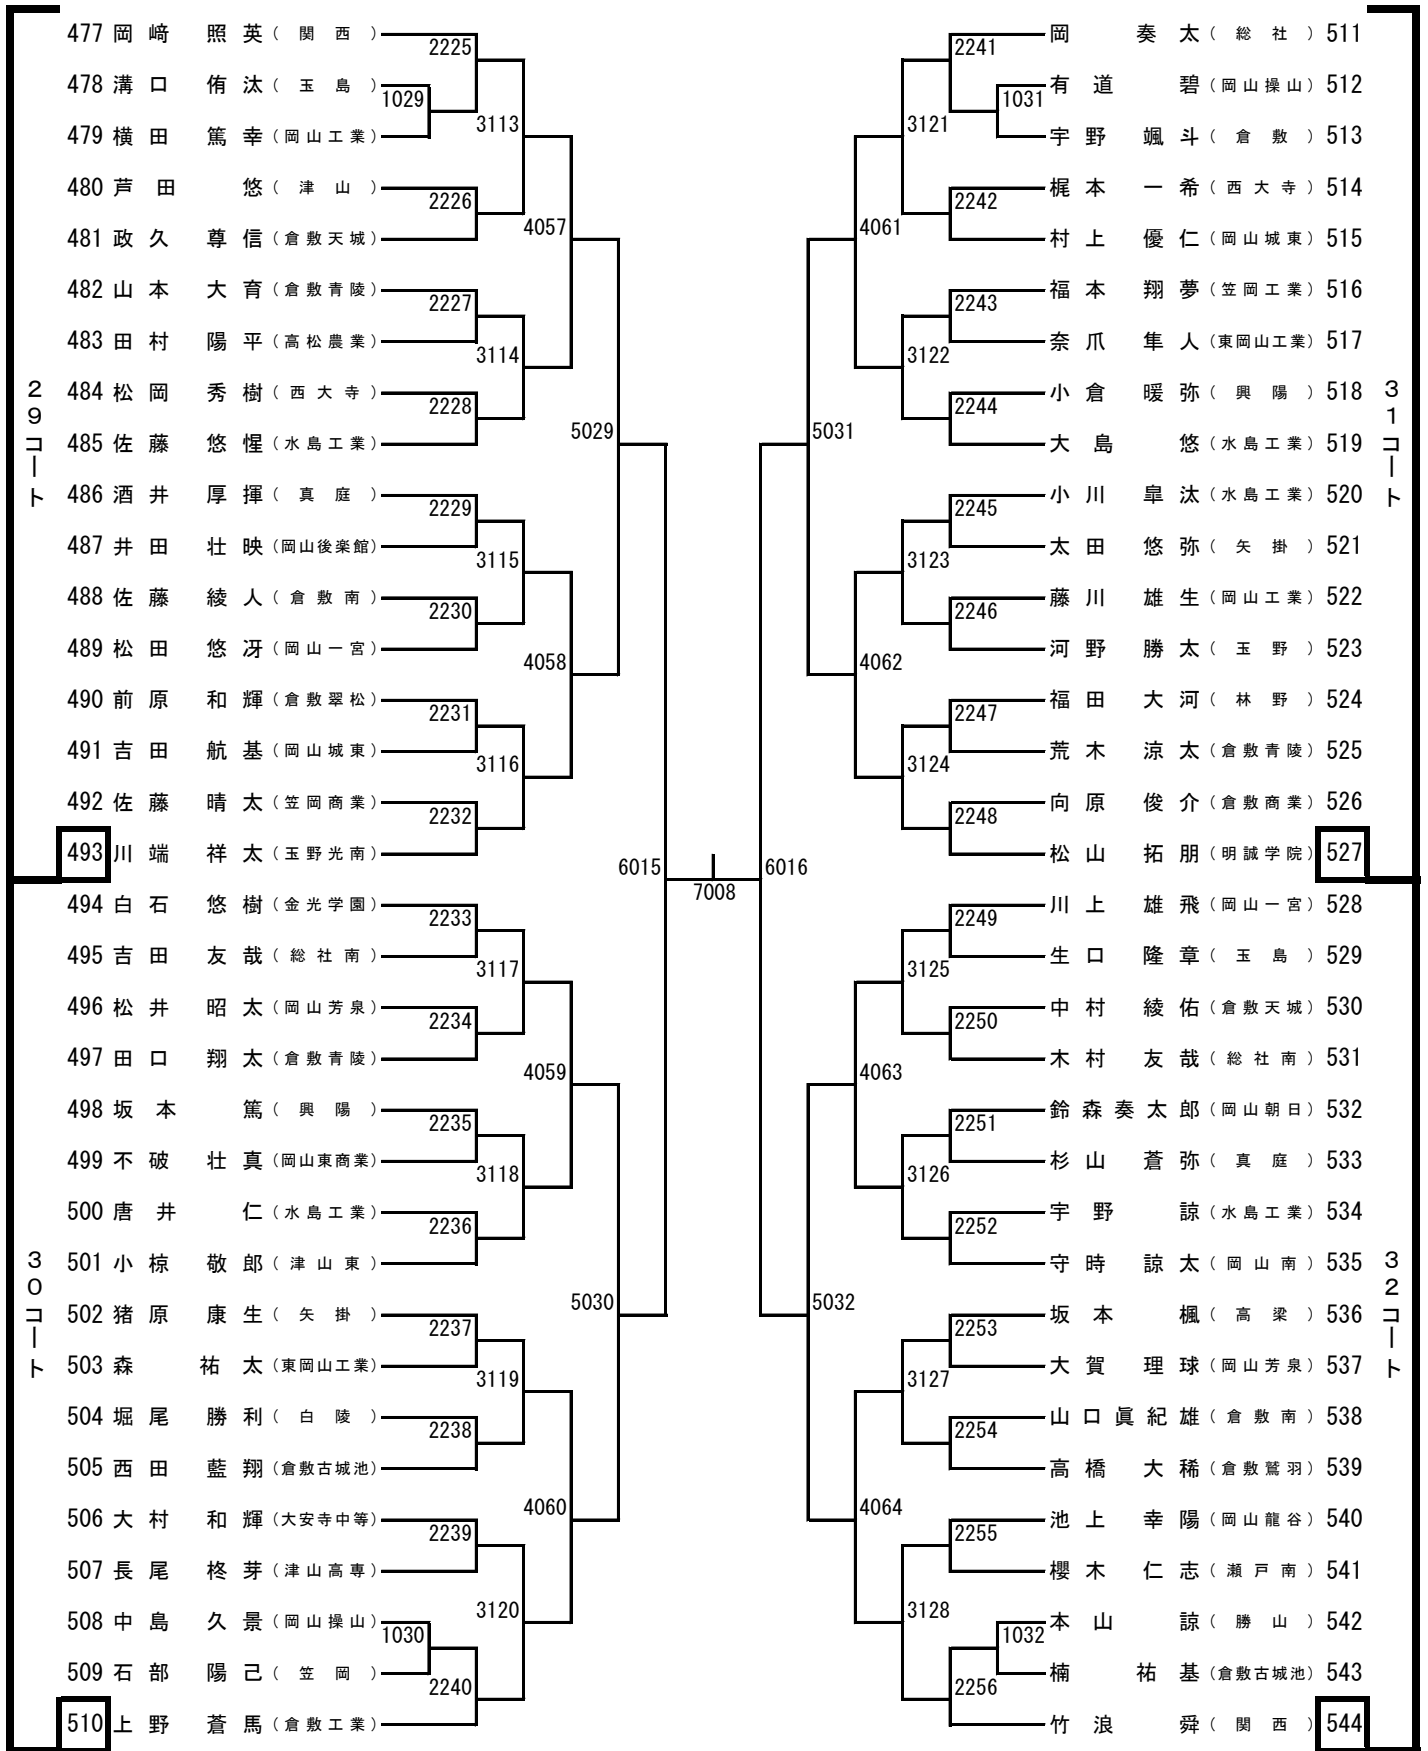 477 岡﨑 照英 (関西)
2225
478 溝口 侑汰 (玉島)
1029
479 横田 篤幸 (岡山工業)
3113
480 芦田 悠 (津山)
2226
4057
481 政久 尊信 (倉敷天城)
482 山本 大育 (倉敷青陵)
2227
483 田村 陽平 (高松農業)
3114
484 松岡 秀樹 (西大寺)
2228
5029
485 佐藤 悠惺 (水島工業)
29コート
486 酒井 厚揮 (真庭)
2229
487 井田 壮映 (岡山後楽館)
3115
488 佐藤 綾人 (倉敷南)
2230
489 松田 悠冴 (岡山一宮)
4058
490 前原 和輝 (倉敷翠松)
2231
491 吉田 航基 (岡山城東)
3116
492 佐藤 晴太 (笠岡商業)
2232
493 川端 祥太 (玉野光南)
6015
7008
6016
494 白石 悠樹 (金光学園)
2233
495 吉田 友哉 (総社南)
3117
496 松井 昭太 (岡山芳泉)
2234
497 田口 翔太 (倉敷青陵)
4059
498 坂本 篤 (興陽)
2235
499 不破 壮真 (岡山東商業)
3118
500 唐井 仁 (水島工業)
2236
501 小椋 敬郎 (津山東)
30コート
5030
502 猪原 康生 (矢掛)
2237
503 森 祐太 (東岡山工業)
3119
504 堀尾 勝利 (白陵)
2238
505 西田 藍翔 (倉敷古城池)
4060
506 大村 和輝 (大安寺中等)
2239
507 長尾 柊芽 (津山高専)
3120
508 中島 久景 (岡山操山)
1030
509 石部 陽己 (笠岡)
2240
510 上野 蒼馬 (倉敷工業)
岡 奏太 (総社) 511
2241
有道 碧 (岡山操山) 512
1031
宇野 颯斗 (倉敷) 513
3121
梶本 一希 (西大寺) 514
2242
4061
村上 優仁 (岡山城東) 515
福本 翔夢 (笠岡工業) 516
2243
奈爪 隼人 (東岡山工業) 517
3122
小倉 暖弥 (興陽) 518
2244
5031
大島 悠 (水島工業) 519
31コート
小川 皐汰 (水島工業) 520
2245
太田 悠弥 (矢掛) 521
3123
藤川 雄生 (岡山工業) 522
2246
河野 勝太 (玉野) 523
4062
福田 大河 (林野) 524
2247
荒木 涼太 (倉敷青陵) 525
3124
向原 俊介 (倉敷商業) 526
2248
松山 拓朋 (明誠学院) 527
川上 雄飛 (岡山一宮) 528
2249
生口 隆章 (玉島) 529
3125
中村 綾佑 (倉敷天城) 530
2250
木村 友哉 (総社南) 531
4063
鈴森奏太郎 (岡山朝日) 532
2251
杉山 蒼弥 (真庭) 533
3126
宇野 諒 (水島工業) 534
2252
守時 諒太 (岡山南) 535
32コート
5032
坂本 楓 (高梁) 536
2253
大賀 理球 (岡山芳泉) 537
3127
山口眞紀雄 (倉敷南) 538
2254
高橋 大稀 (倉敷鷲羽) 539
4064
池上 幸陽 (岡山龍谷) 540
2255
櫻木 仁志 (瀬戸南) 541
3128
本山 諒 (勝山) 542
1032
楠 祐基 (倉敷古城池) 543
2256
竹浪 舜 (関西) 544